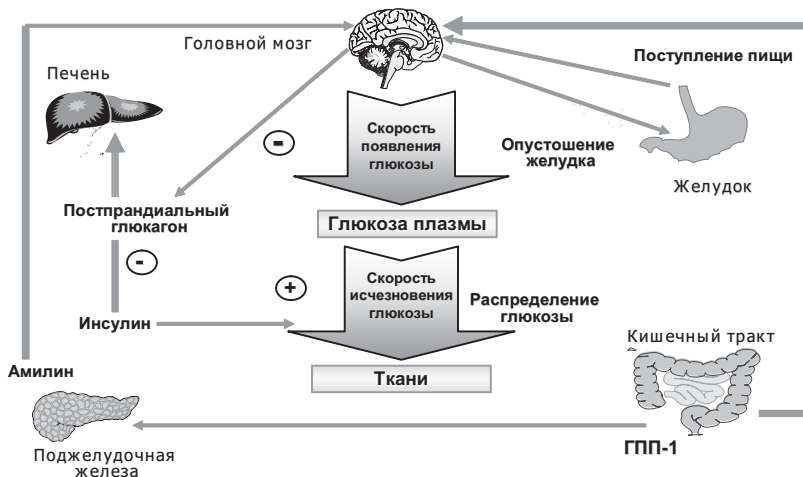 Головной мозг
Поступление пищи
Печень
Скорость
появления
глюкозы
-
Опустошение
желудка
Желудок
Постпрандиальный
глюкагон
Глюкоза плазмы
-
+
Скорость
исчезновения
глюкозы
Распределение
глюкозы
Инсулин
Кишечный тракт
Амилин
Ткани
ГПП-1
Поджелудочная
железа